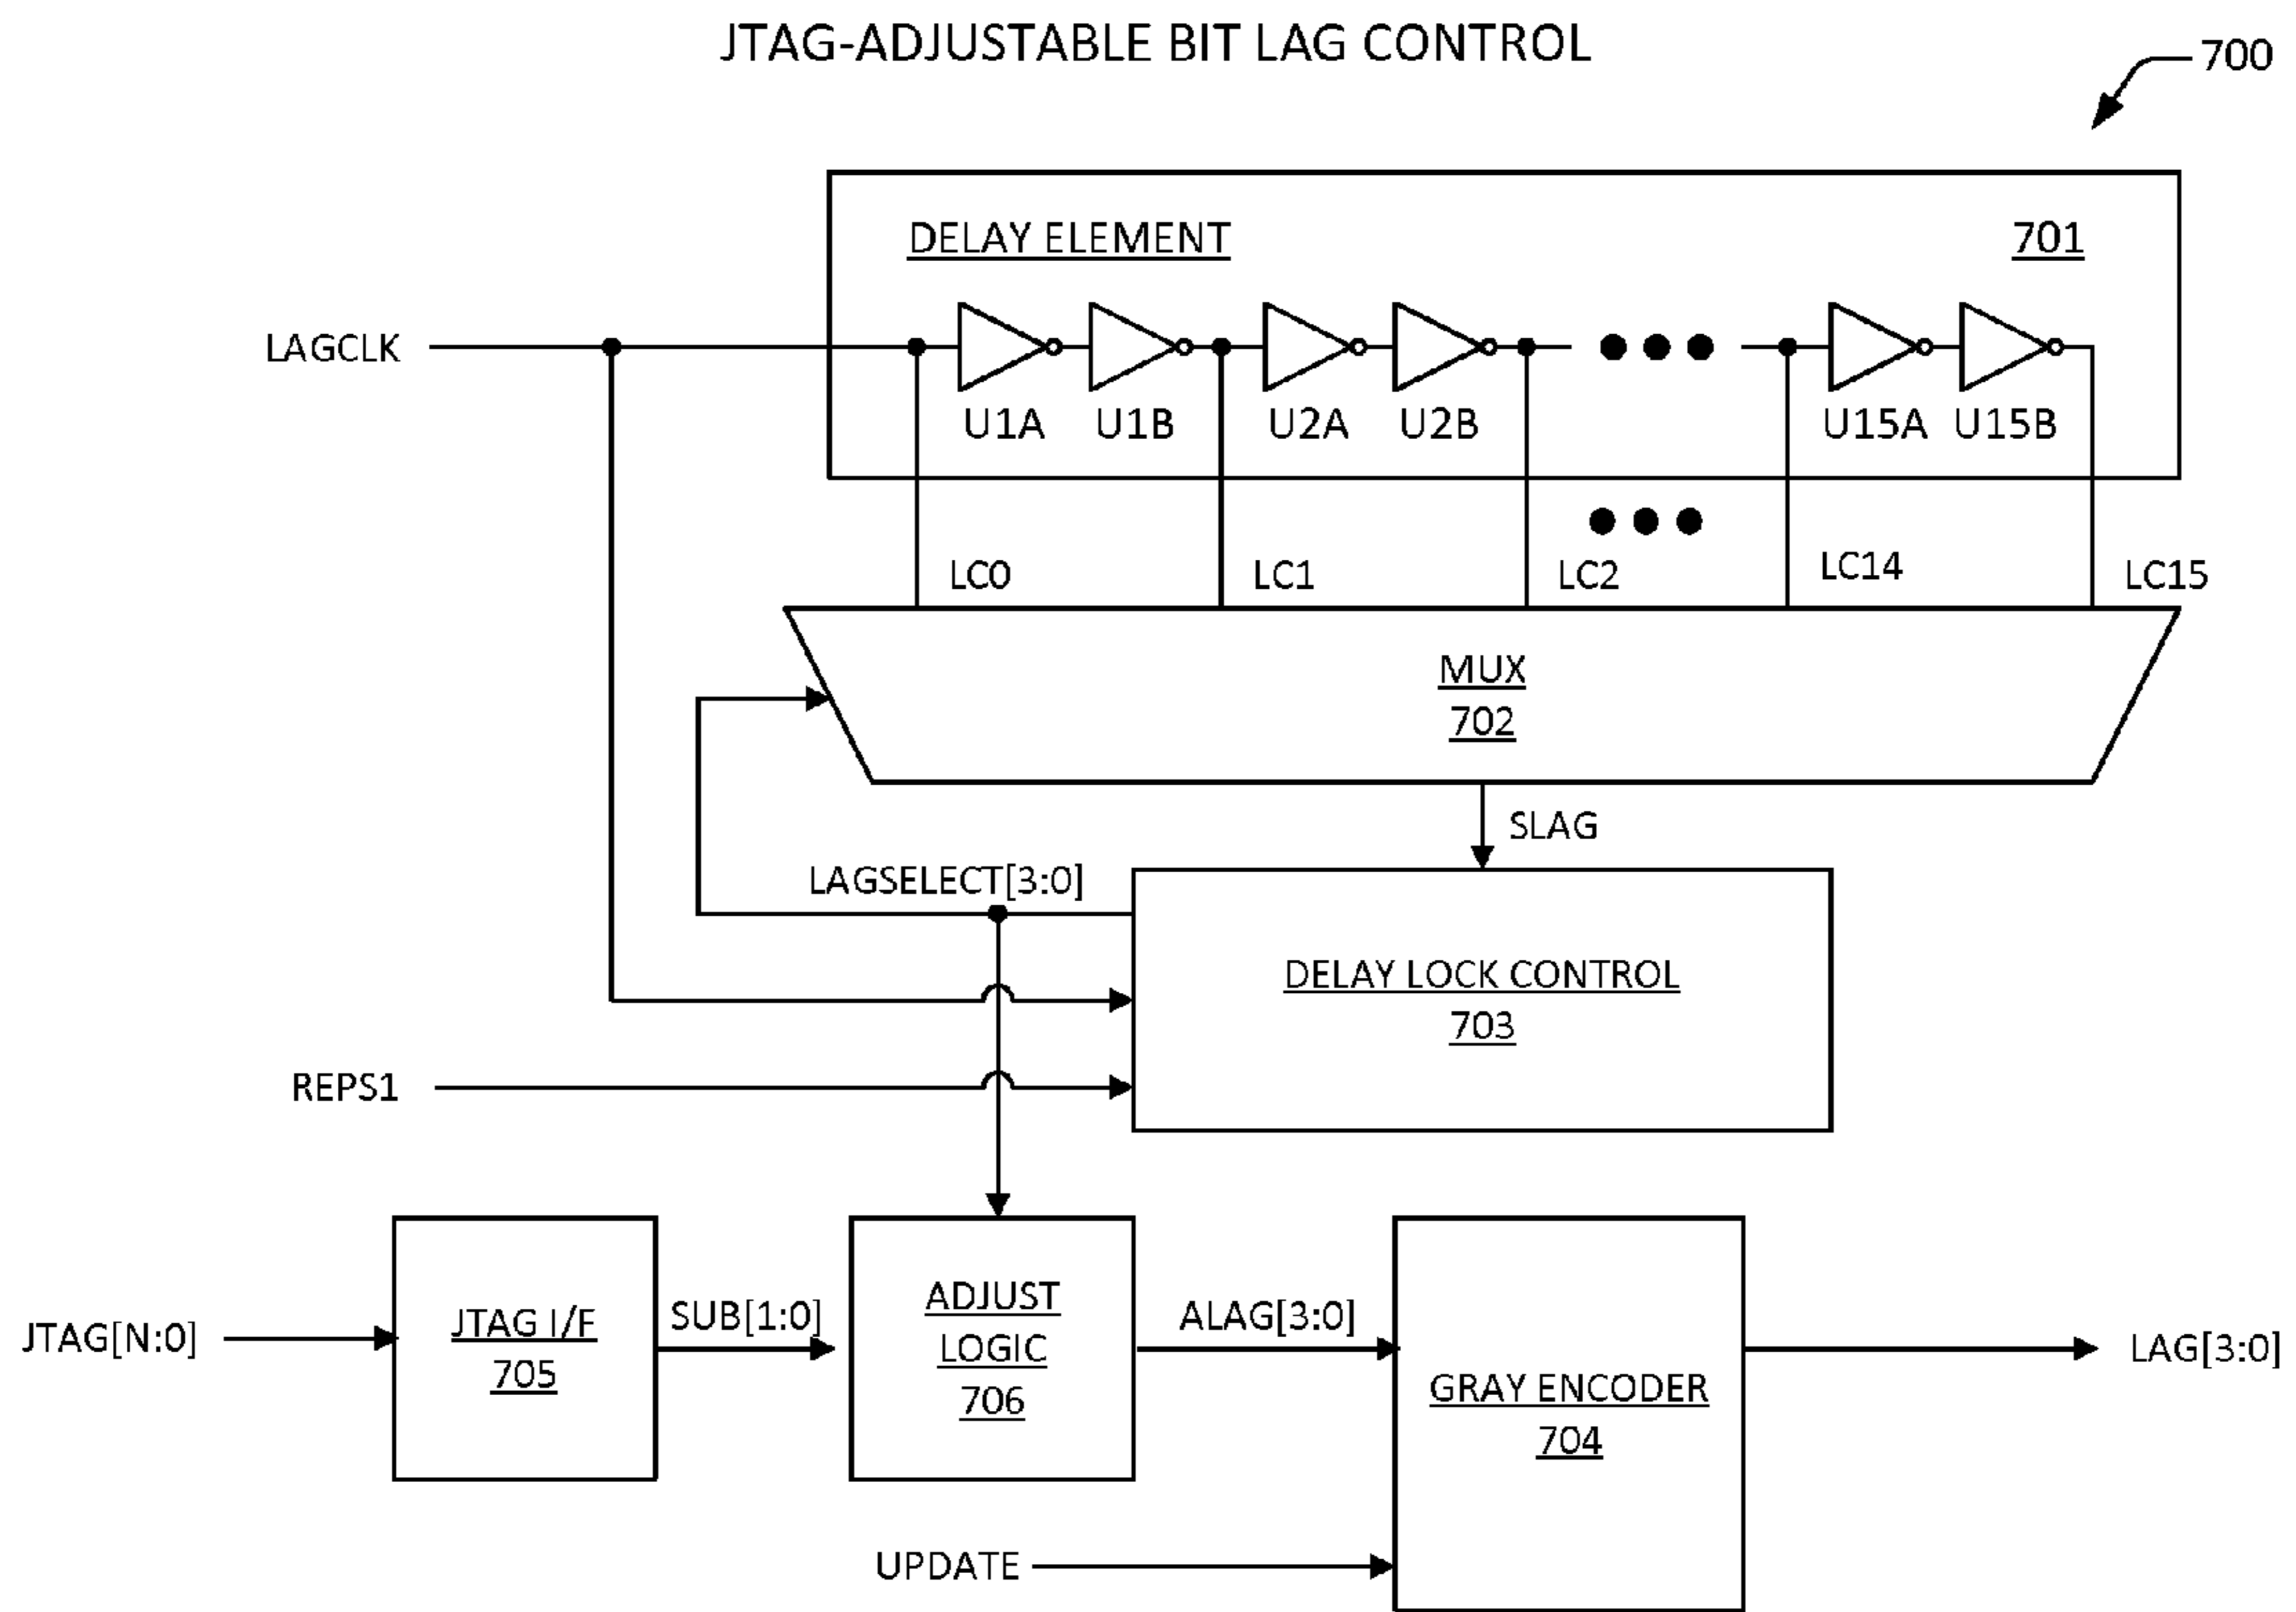 JTAG-ADJUSTABLE BIT LAG CONTROL
700
DELAY ELEMENT
701
LAGCLK
U1A
U1B
U2A
U2B
U15A
U15B
LC0
LC1
LC2
LC14
LC15
MUX
702
SLAG
LAGSELECT[3:0]
DELAY LOCK CONTROL
703
REPS1
JTAG[N:0]
JTAG I/F
705
SUB[1:0]
ADJUST
LOGIC
706
ALAG[3:0]
GRAY ENCODER
704
LAG[3:0]
UPDATE